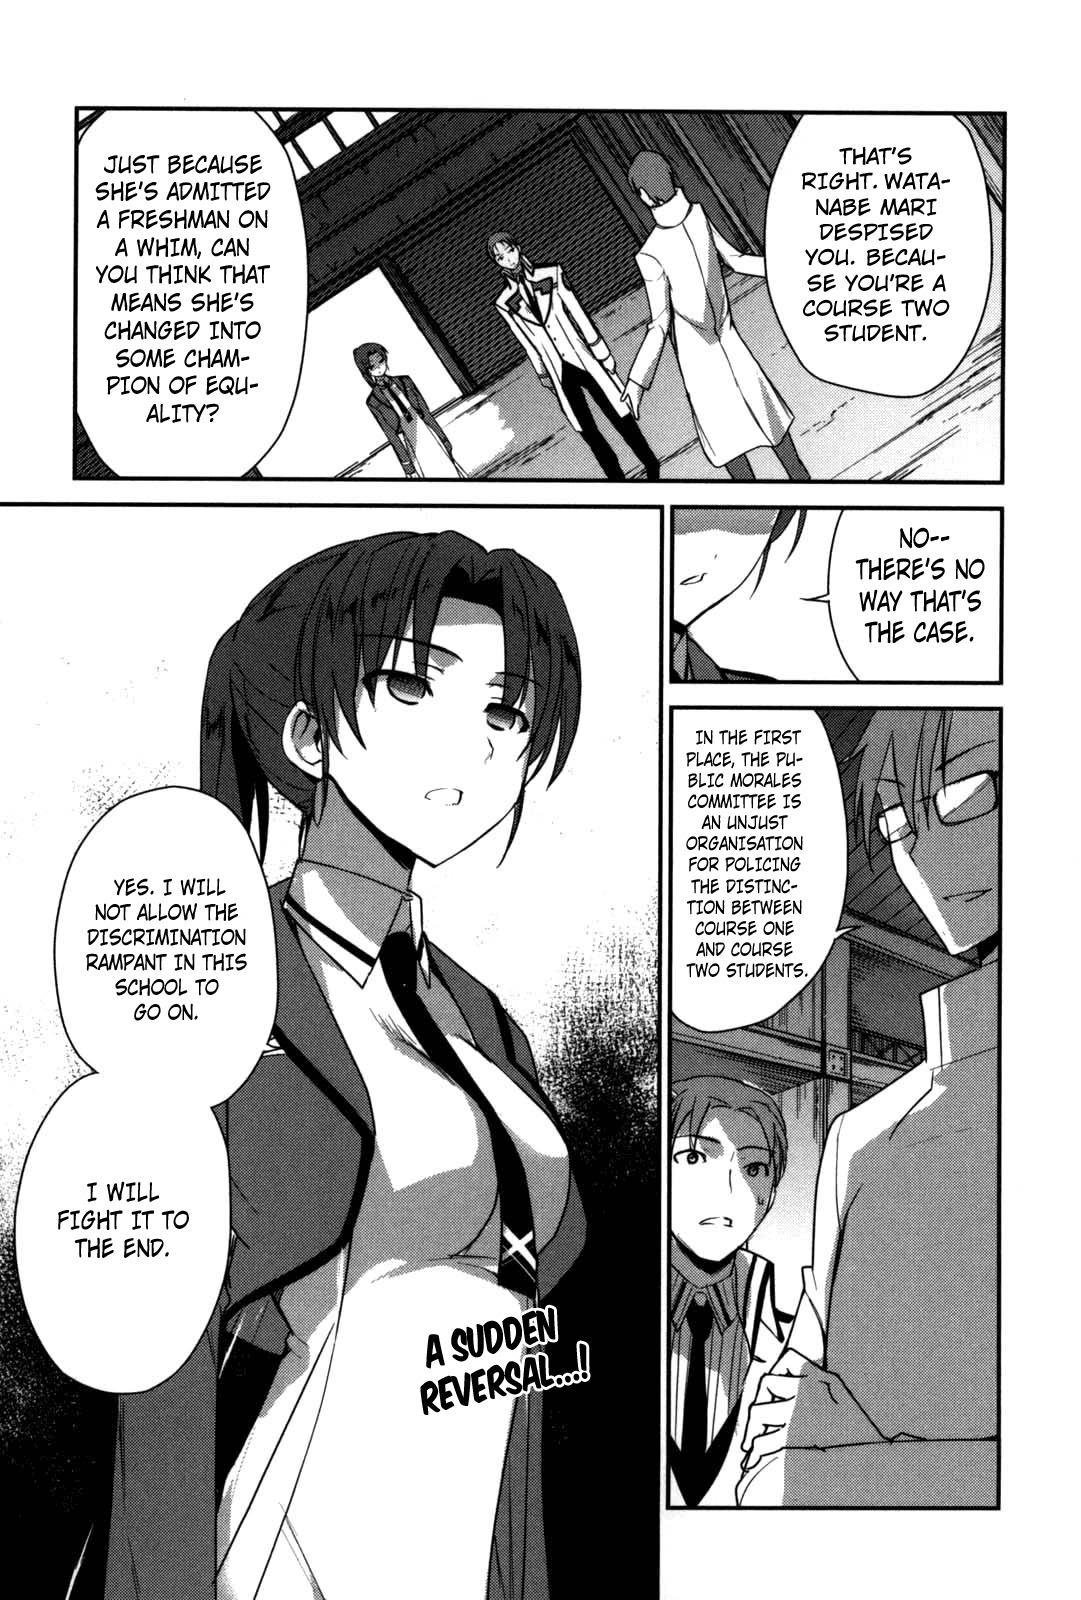 THAT'S
RIGHT. WATA-
NABE MARI
DESPISED
YOU. BECAU-
SE YOU'RE A
COURSE TWO
STUDENT.
JUST BECAUSE
SHE'S ADMITTED
A FRESHMAN ON
A WHIM, CAN
YOU THINK THAT
MEANS SHE'S
CHANGED INTO
SOME CHAM-
PION OF EQU-
ALITY?
NO--
THERE'S NO
WAY THAT'S
THE CASE.
IN THE FIRST
PLACE, THE PU-
BLIC MORALES
COMMITTEE IS
AN UNJUST
ORGANISATION
FOR POLICING
THE DISTINC-
TION BETWEEN
COURSE ONE
AND COURSE
TWO STUDENTS.
YES. I WILL
NOT ALLOW THE
DISCRIMINATION
RAMPANT IN THIS
SCHOOL TO
GO ON.
I WILL
FIGHT IT TO
THE END.
A SUDDEN
REVERSAL...!